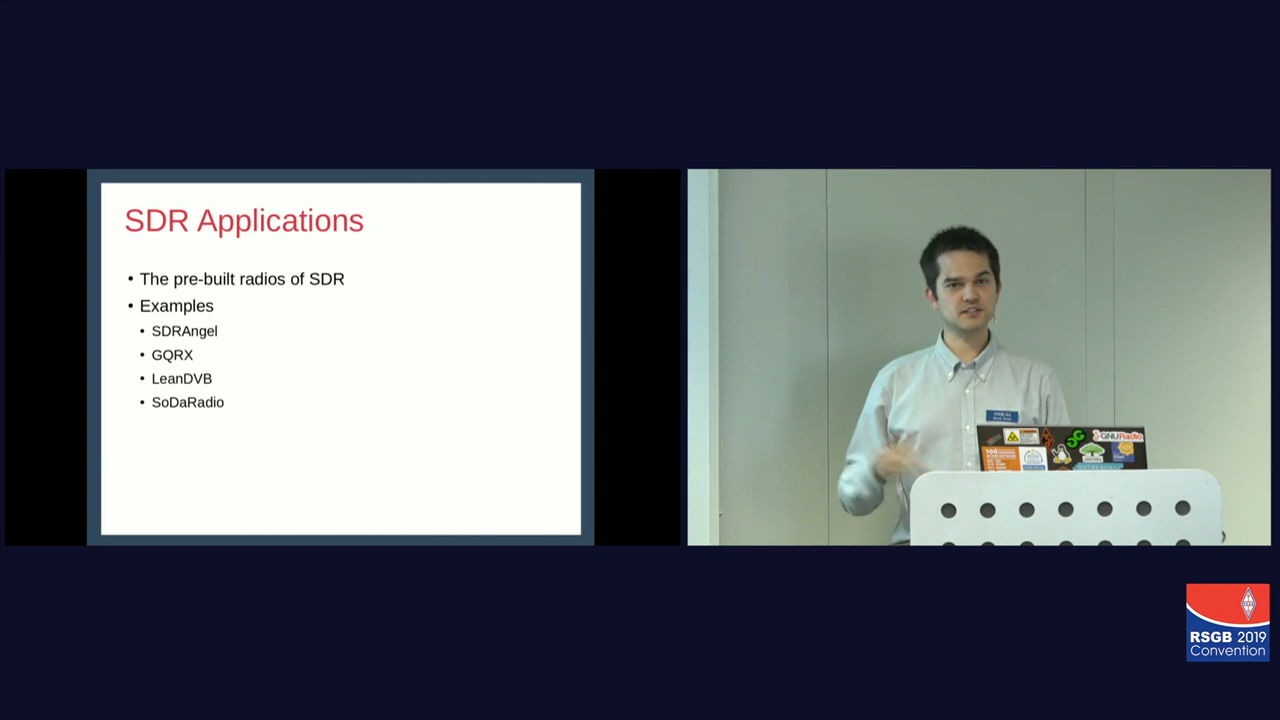 SDR Applications
• The pre-built radios of SDR
• Examples
• SDRAngel
• GQRX
• LeanDVB
• SoDaRadio
GNURadio
RSGB 2019
Convention